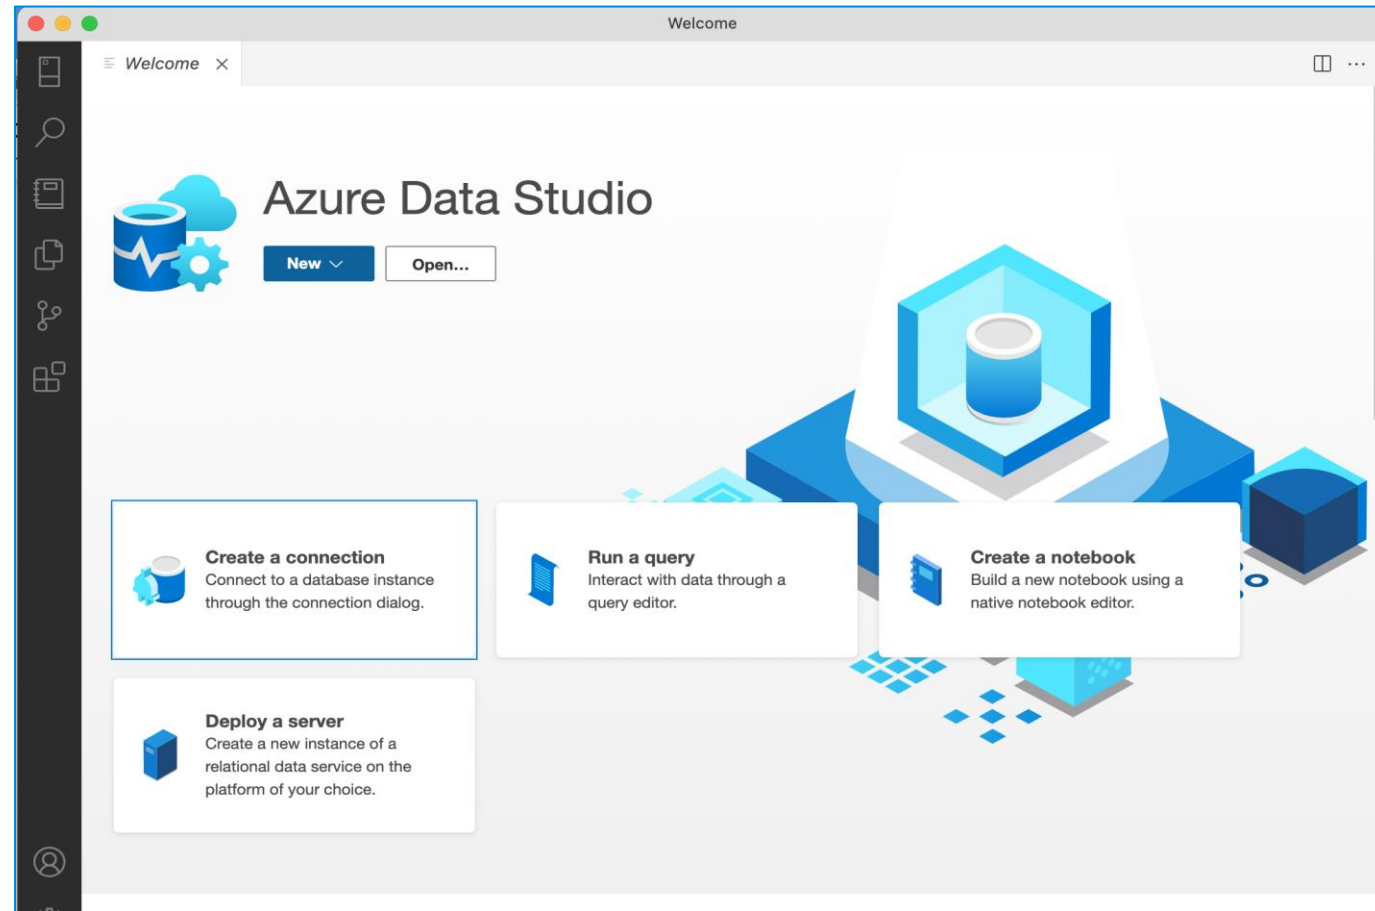 Welcome
Welcome
Azure Data Studio
New
Open...
Create a connection
Connect to a database instance
through the connection dialog.
Run a query
Interact with data through a
query editor.
Create a notebook
Build a new notebook using a
native notebook editor.
Deploy a server
Create a new instance of a
relational data service on the
platform of your choice.